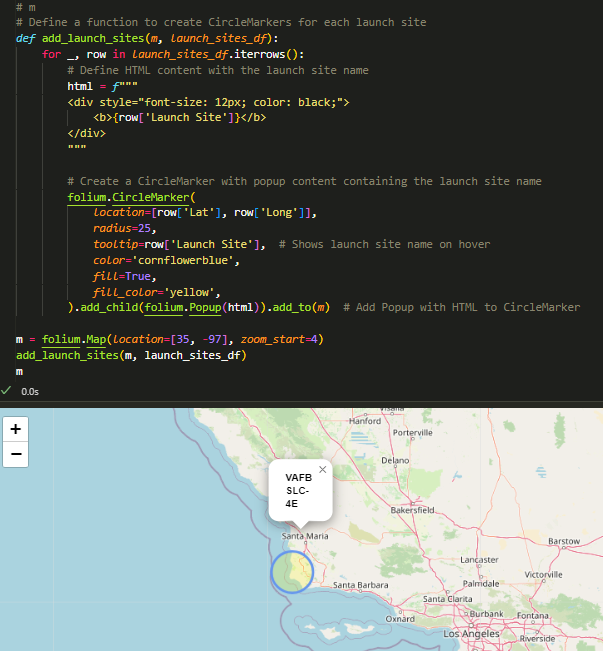 # m
# Define a function to create CircleMarkers for each launch site
def add_launch_sites(m, launch_sites_df):
    for _, row in launch_sites_df.iterrows():
        # Define HTML content with the launch site name
        html = f"""
        <div style="font-size: 12px; color: black;">
            <b>{row['Launch Site']}</b>
        </div>
        """
        # Create a CircleMarker with popup content containing the launch site name
        folium.CircleMarker(
            location=[row['Lat'], row['Long']],
            radius=25,
            tooltip=row['Launch Site'],  # Shows launch site name on hover
            color='cornflowerblue',
            fill=True,
            fill_color='yellow',
        ).add_child(folium.Popup(html)).add_to(m)  # Add Popup with HTML to CircleMarker
m = folium.Map(location=[35, -97], zoom_start=4)
add_launch_sites(m, launch_sites_df)
m
0.0s
+
−
Visalia
Hanford
Porterville
Delano
×
VAFB
SLC-
4E
Bakersfield
Santa Maria
Barstow
Lancaster
Victorville
Palmdale
Santa Barbara
Santa Clarita
Burbank
Fontana
Oxnard
Los Angeles
Riverside